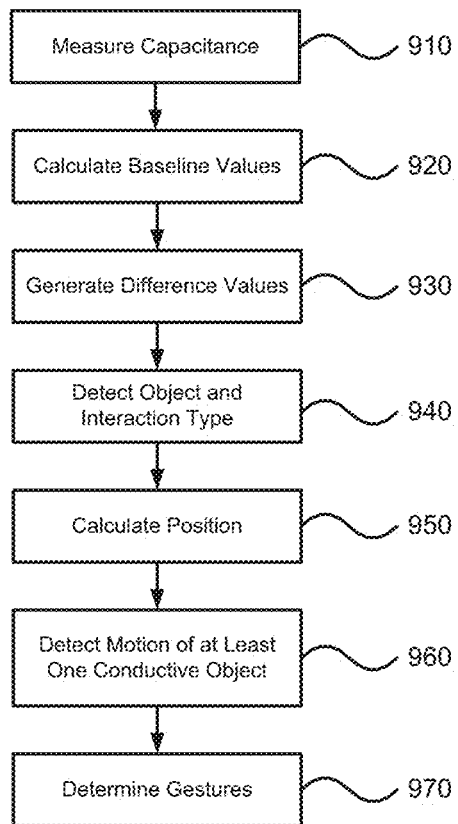 Measure Capacitance
910
Calculate Baseline Values
920
Generate Difference Values
930
Detect Object and
Interaction Type
940
Calculate Position
950
Detect Motion of at Least
One Conductive Object
960
Determine Gestures
970